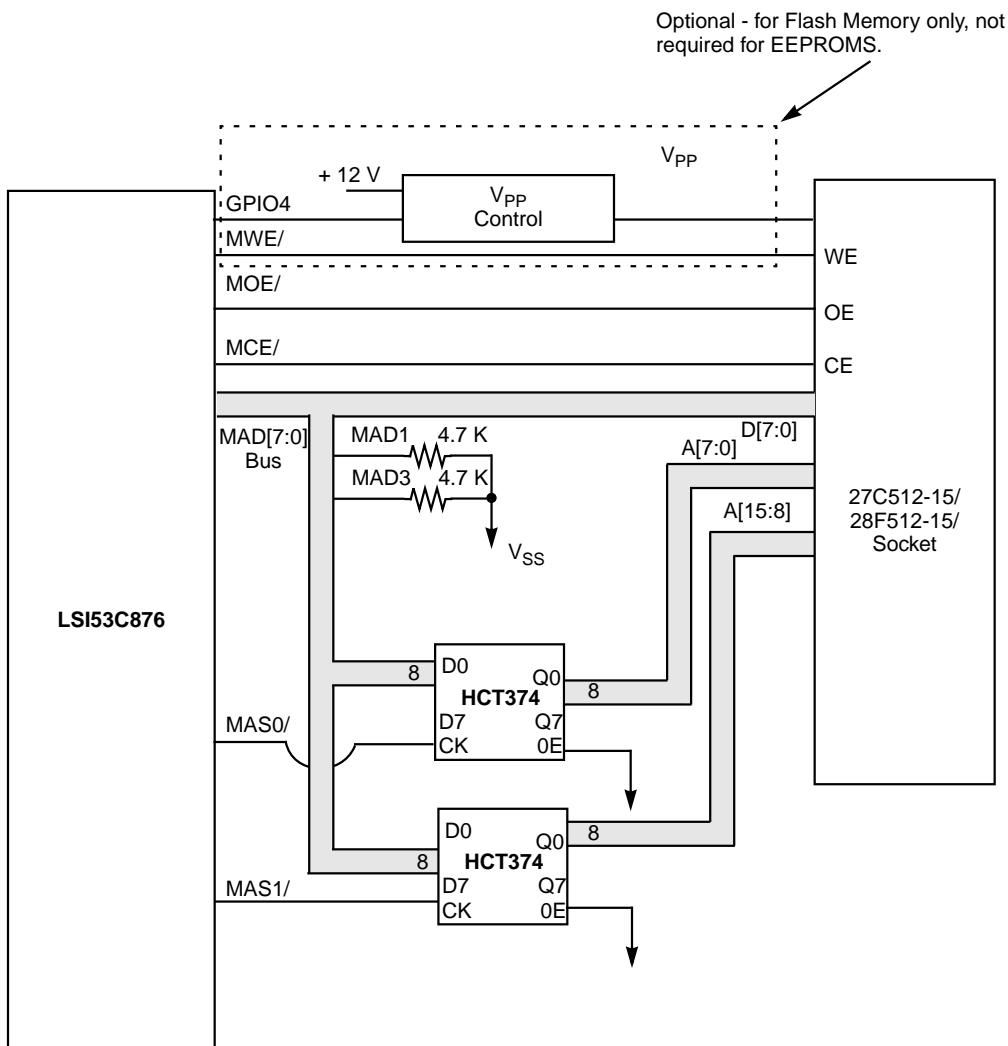 Optional - for Flash Memory only, not
required for EEPROMS.
VPP
+ 12 V
VPP
Control
GPIO4
MWE/
WE
MOE/
OE
MCE/
CE
MAD[7:0]
Bus
MAD1 4.7 K
MAD3 4.7 K
VSS
D[7:0]
A[7:0]
A[15:8]
27C512-15/
28F512-15/
Socket
LSI53C876
8
D0
Q0
8
HCT374
D7
Q7
MAS0/
CK
0E
D0
Q0
8
8
HCT374
D7
Q7
MAS1/
CK
0E